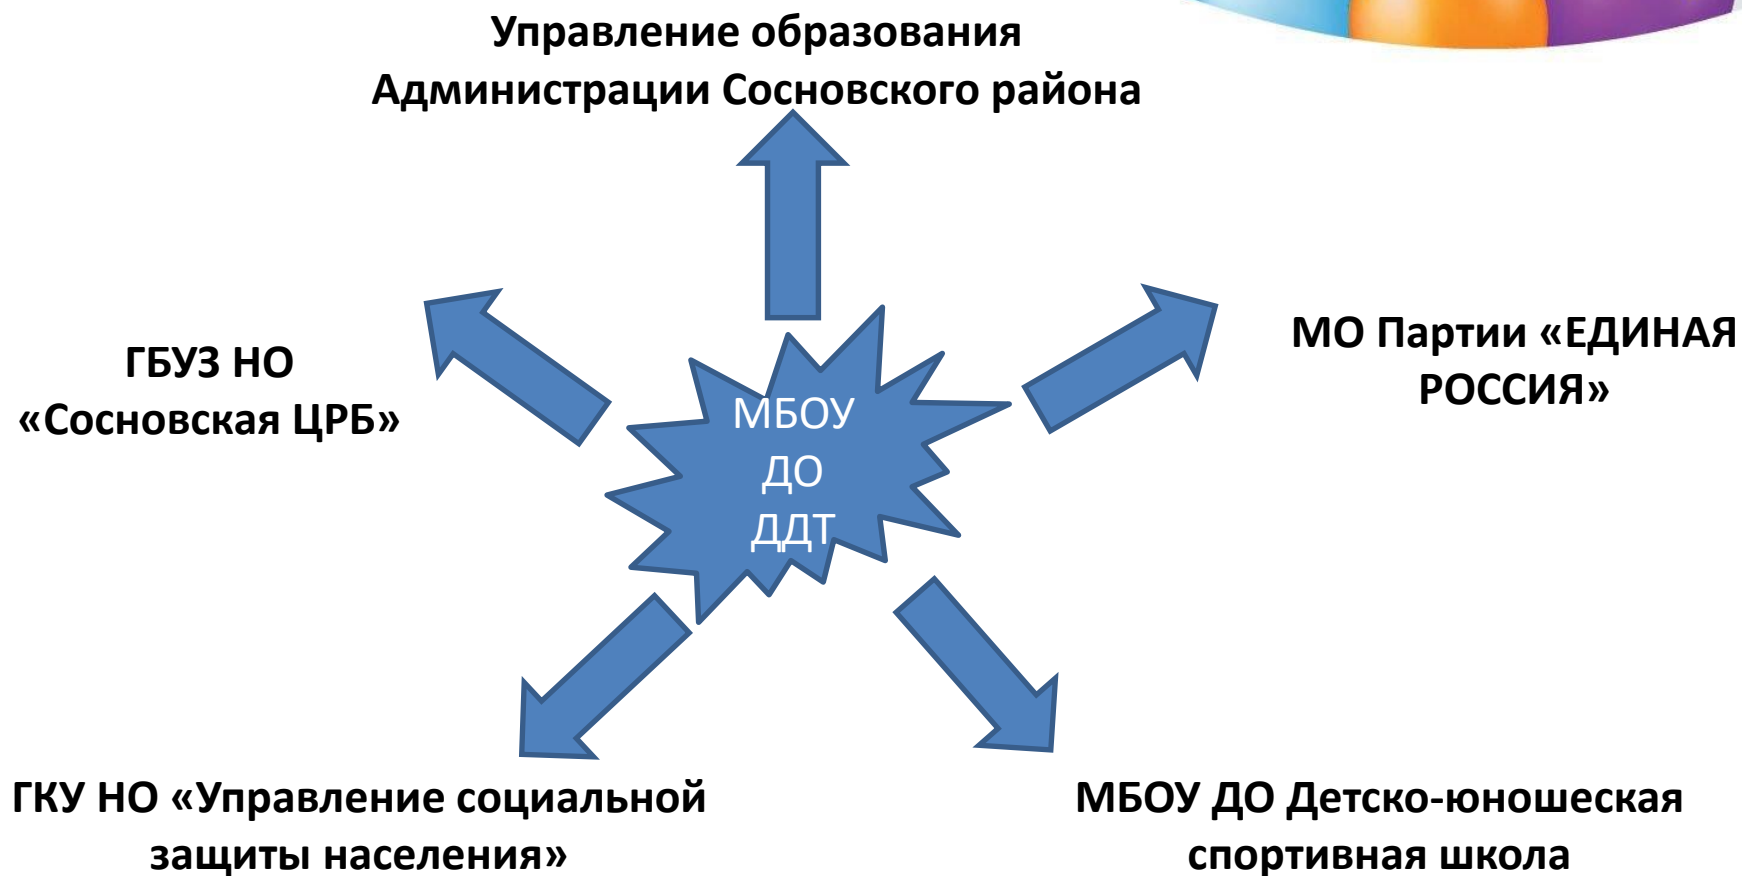 Управление образования
Администрации Сосновского района
ГБУЗ НО
«Сосновская ЦРБ»
МО Партии «ЕДИНАЯ
РОССИЯ»
МБОУ
ДО
ДДТ
ГКУ НО «Управление социальной
защиты населения»
МБОУ ДО Детско-юношеская
спортивная школа